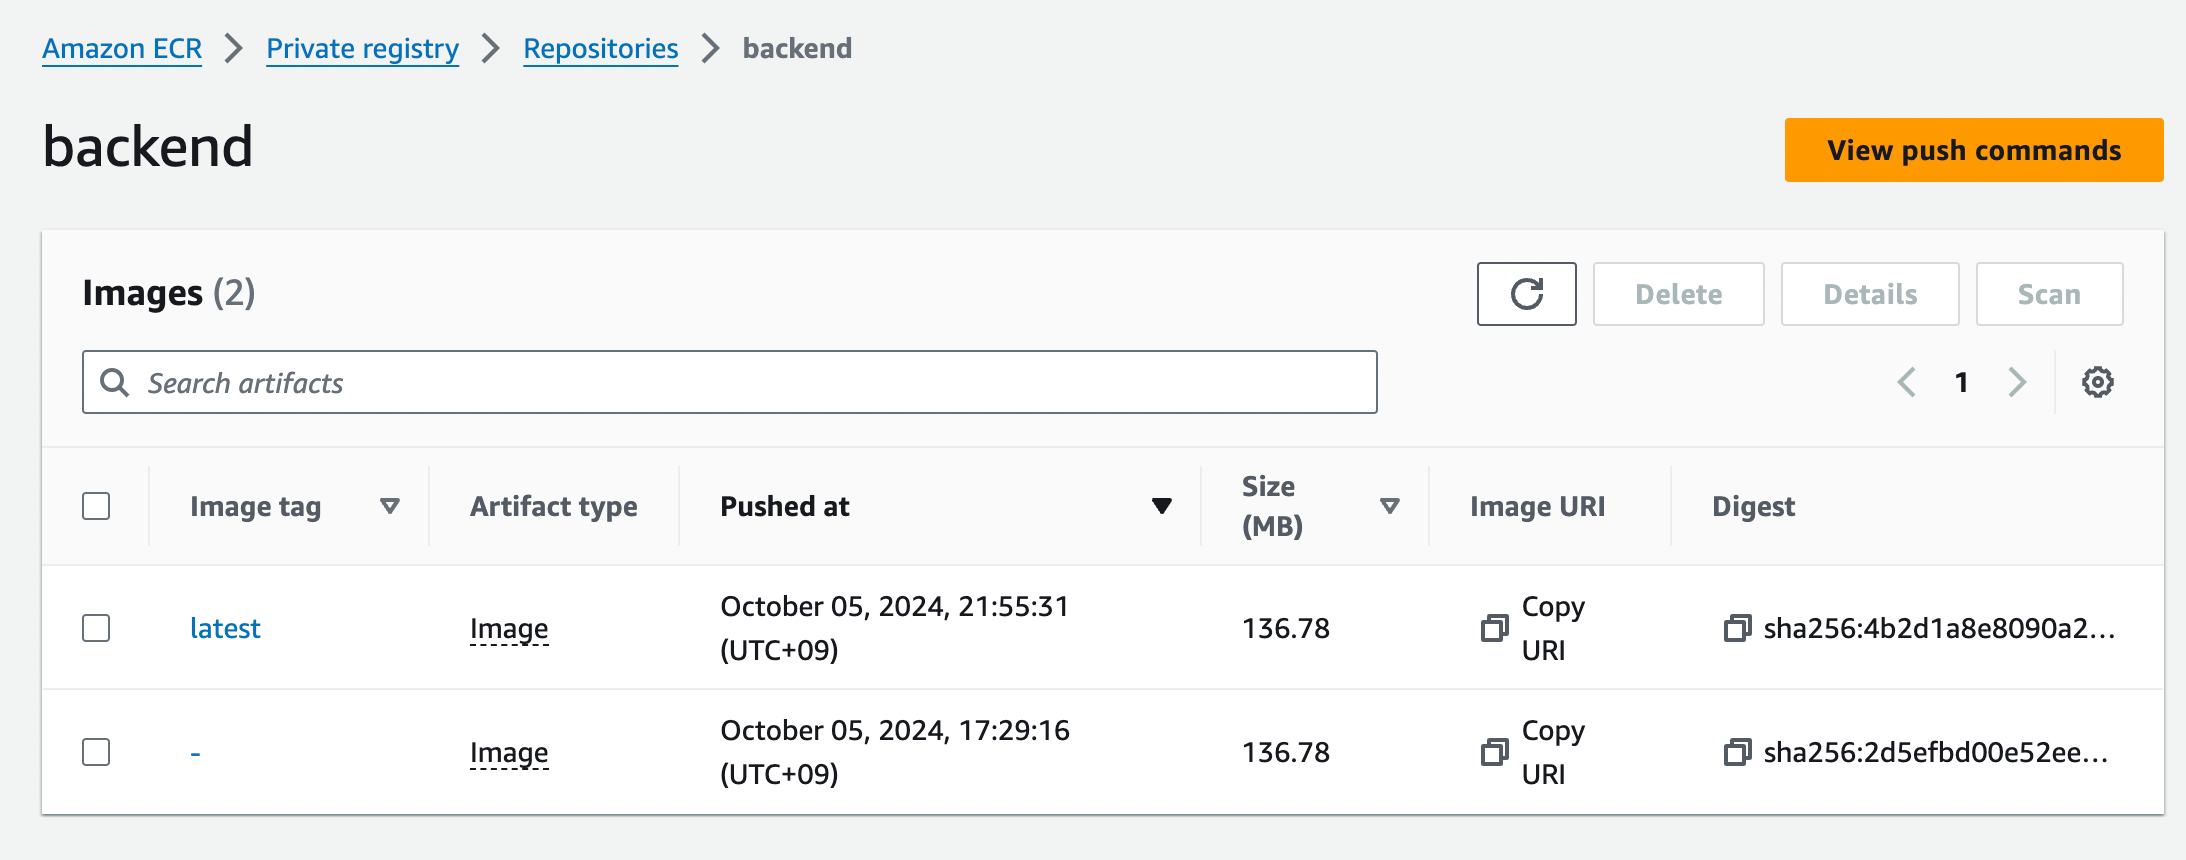 Amazon ECR > Private registry > Repositories > backend
backend
View push commands
Images (2)
Delete
Details
Scan
Search artifacts
1
Image tag
Artifact type
Pushed at
Size
(MB)
Image URI
Digest
latest
Image
October 05, 2024, 21:55:31
(UTC+09)
136.78
Copy
URI
sha256:4b2d1a8e8090a2...
-
Image
October 05, 2024, 17:29:16
(UTC+09)
136.78
Copy
URI
sha256:2d5efbd00e52ee...